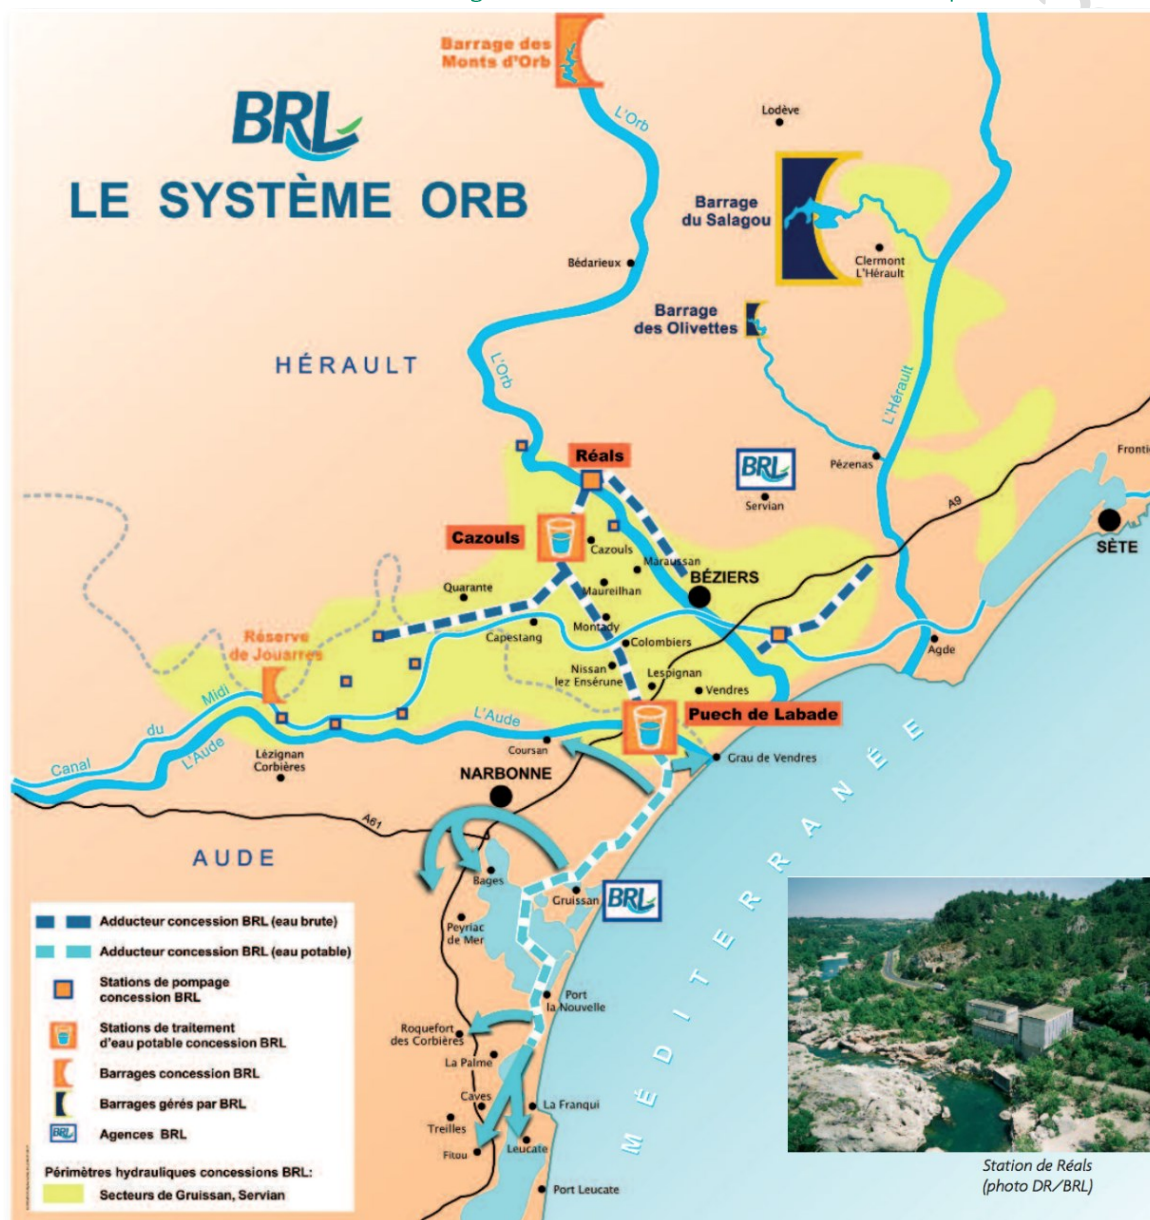 Barrage des
Monts d'Orb
BRL
LE SYSTÈME ORB
L'Orb
Lodève
Barrage
du Salagou
Clermont
L'Hérault
Bédarieux
Barrage
des Olivettes
HÉRAULT
L'Orb
L'Hérault
Réals
BRL
Servian
Pézenas
A9
SÈTE
Cazouls
Cazouls
Maraussan
BÉZIERS
Quarante
Maureilhan
Capestang
Montady
Colombiers
Agde
Réserve
de Jouarres
Nissan
lez Ensérune
Lespignan
Vendres
Puech de Labade
Canal du Midi
L'Aude
L'Aude
Coursan
Grau de Vendres
Lézignan
Corbières
NARBONNE
A61
AUDE
MÉDITERRANÉE
Bages
Gruissan
BRL
Peyriac
de Mer
Port
la Nouvelle
Roquefort
des Corbières
La Palme
Caves
La Franqui
Treilles
Fitou
Leucate
Port Leucate
Adducteur concession BRL (eau brute)
Adducteur concession BRL (eau potable)
Stations de pompage
concession BRL
Stations de traitement
d'eau potable concession BRL
Barrages concession BRL
Barrages gérés par BRL
BRL
Agences BRL
Périmètres hydrauliques concessions BRL:
Secteurs de Gruissan, Servian
Station de Réals
(photo DR/BRL)